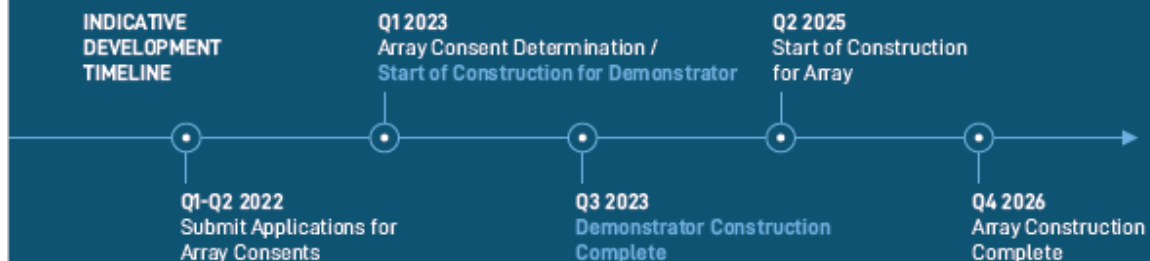 INDICATIVE
DEVELOPMENT
TIMELINE
Q1 2023
Array Consent Determination /
Start of Construction for Demonstrator
Q2 2025
Start of Construction
for Array
Q1-Q2 2022
Submit Applications for
Array Consents
Q3 2023
Demonstrator Construction
Complete
Q4 2026
Array Construction
Complete